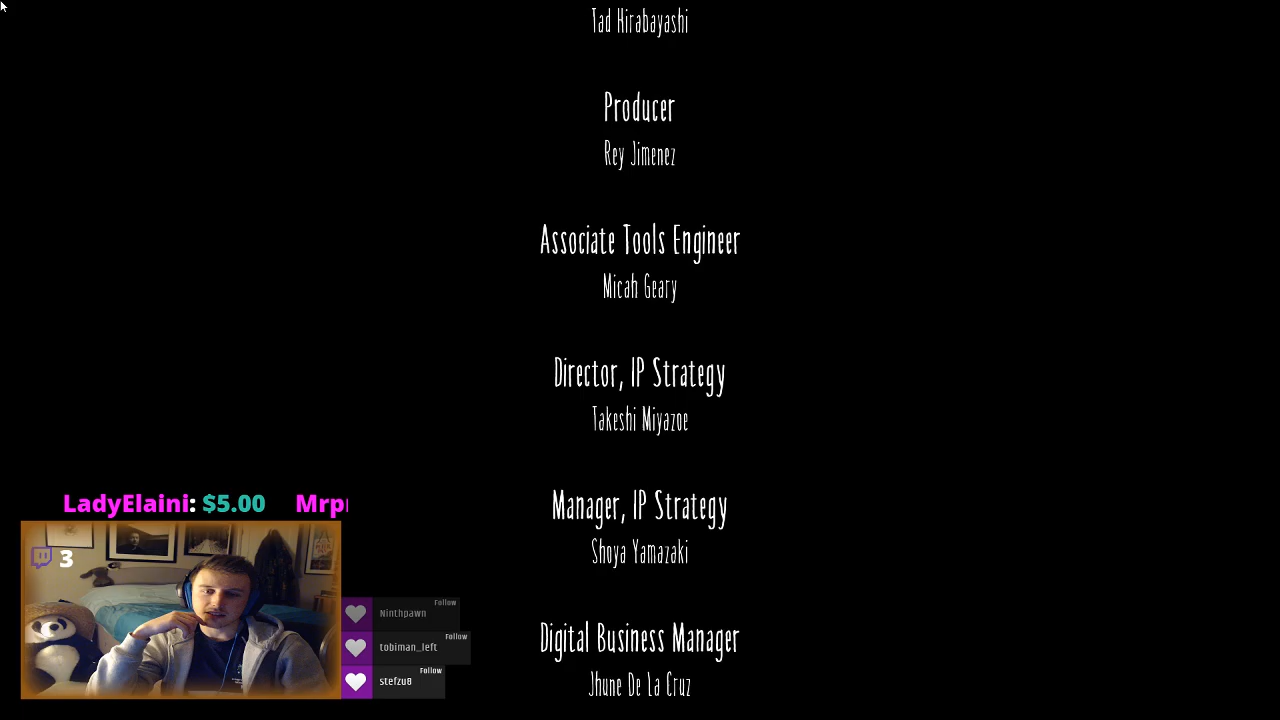 Tad Hirabayashi
Producer
Rey Jimenez
Associate Tools Engineer
Micah Geary
Director, IP Strategy
Takeshi Miyazoe
Manager, IP Strategy
Shoya Yamazaki
Digital Business Manager
Jhune De La Cruz
LadyElaini: $5.00 Mrp
3
Follow
Ninthpawn
Follow
tobiman_left
Follow
stefzu8